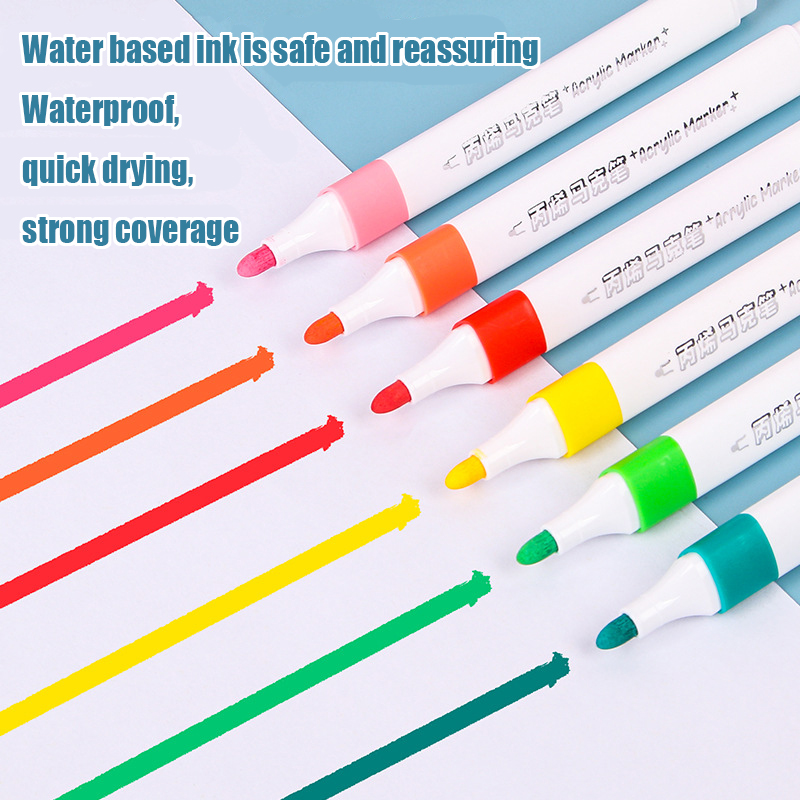 Water based ink is safe and reassuring
Waterproof,
quick drying,
strong coverage
丙烯马克笔 +Acrylic Marker+
丙烯马克笔 +Acrylic Marker+
丙烯马克笔 +Acrylic Marke
丙烯马克笔 +Ac
丙烯马